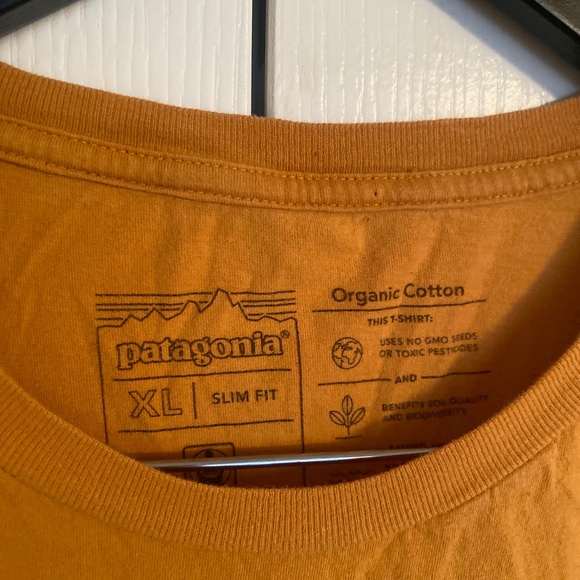 patagonia®
XL
SLIM FIT
Organic Cotton
THIS T-SHIRT:
USES NO GMO SEEDS
OR TOXIC PESTICIDES
AND
BENEFITS SOIL QUALITY
AND BIODIVERSITY